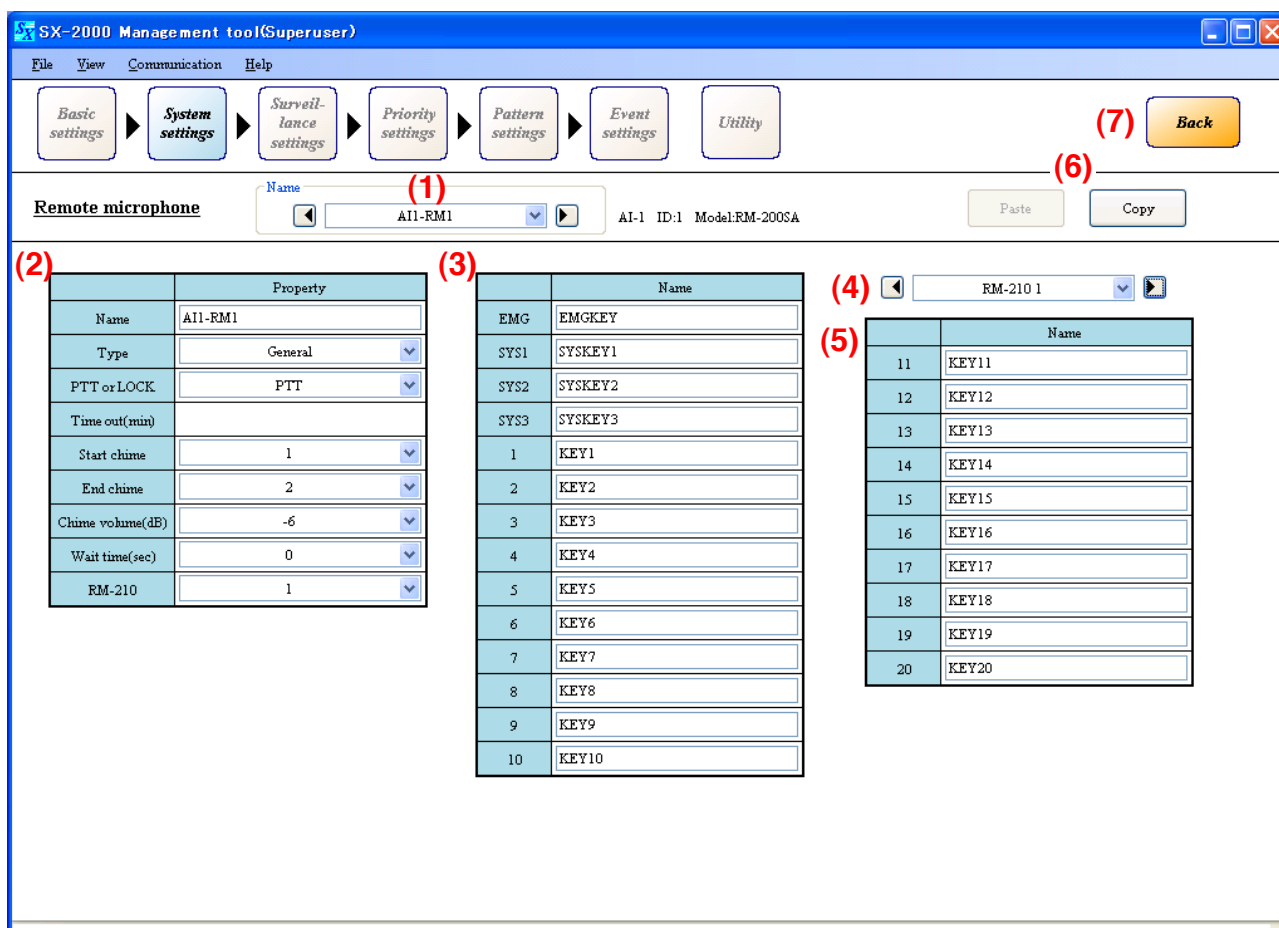 SX-2000 Management tool(Superuser)
File View Communication Help
Basic settings
System settings
Surveil-lance settings
Priority settings
Pattern settings
Event settings
Utility
(7)
Back
Remote microphone
Name
(1)
AI1-RM1
AI-1 ID:1 Model:RM-200SA
(6)
Paste
Copy
(2)
Property
Name AI1-RM1
Type General
PTT or LOCK PTT
Time out(min)
Start chime 1
End chime 2
Chime volume(dB) -6
Wait time(sec) 0
RM-210 1
(3)
Name
EMG EMGKEY
SYS1 SYSKEY1
SYS2 SYSKEY2
SYS3 SYSKEY3
1 KEY1
2 KEY2
3 KEY3
4 KEY4
5 KEY5
6 KEY6
7 KEY7
8 KEY8
9 KEY9
10 KEY10
(4)
RM-210 1
(5)
Name
11 KEY11
12 KEY12
13 KEY13
14 KEY14
15 KEY15
16 KEY16
17 KEY17
18 KEY18
19 KEY19
20 KEY20